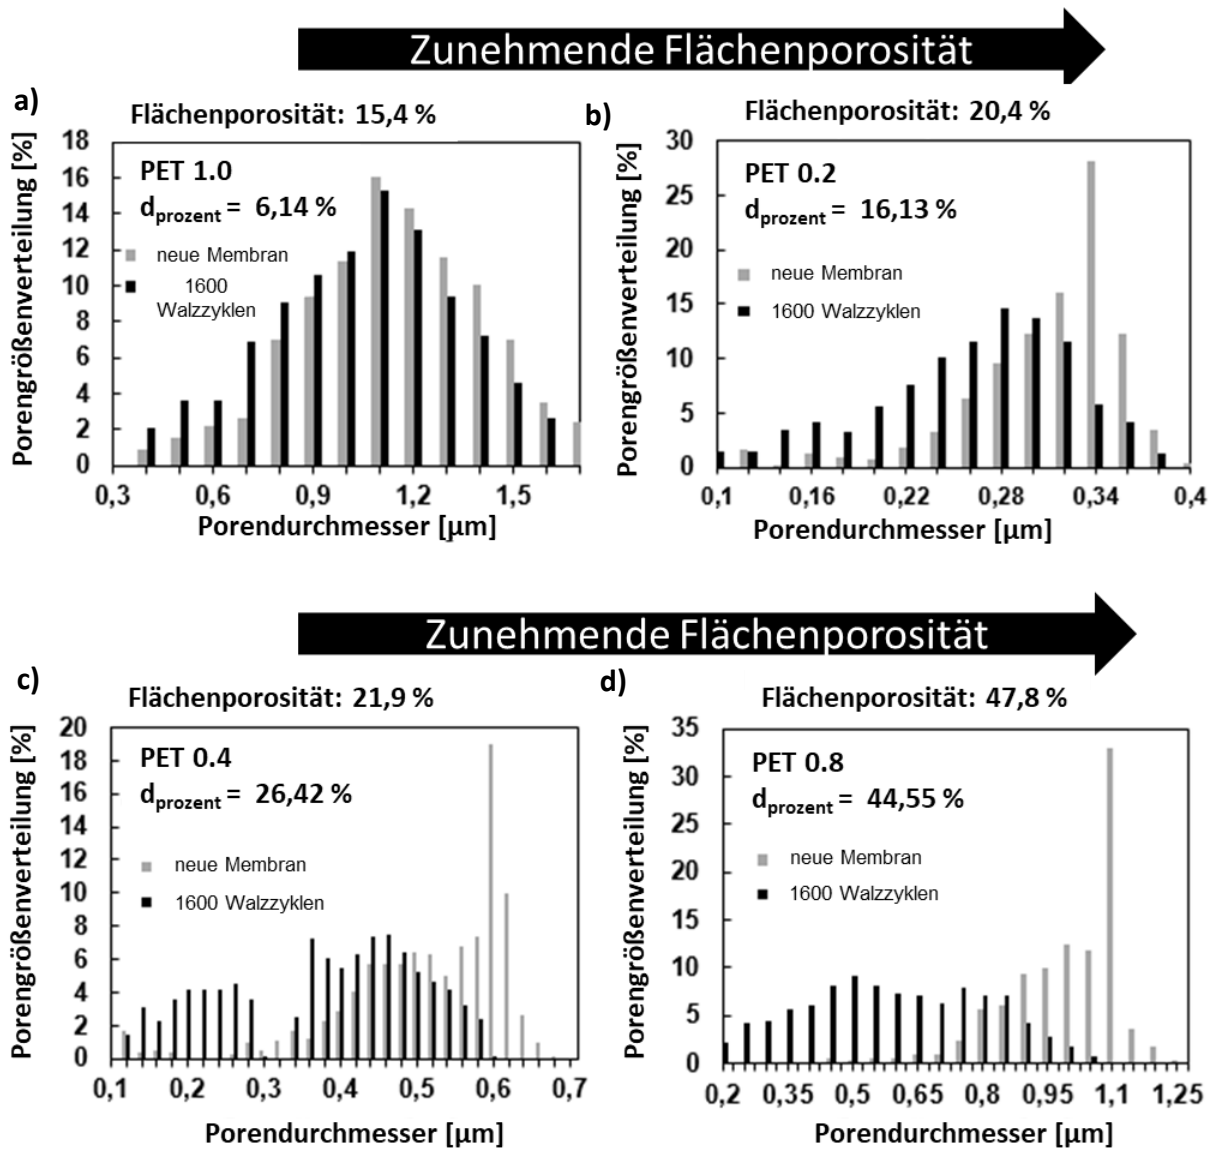 Zunehmende Flächenporosität
a)
Flächenporosität: 15,4 %
Porengrößenverteilung [%]
18
16
14
12
10
8
6
4
2
0
PET 1.0
dprozent = 6,14 %
neue Membran
1600
Walzzyklen
0,3 0,6 0,9 1,2 1,5
Porendurchmesser [µm]
b)
Flächenporosität: 20,4 %
Porengrößenverteilung [%]
30
25
20
15
10
5
0
PET 0.2
dprozent = 16,13 %
neue Membran
1600 Walzzyklen
0,1 0,16 0,22 0,28 0,34 0,4
Porendurchmesser [µm]
Zunehmende Flächenporosität
c)
Flächenporosität: 21,9 %
Porengrößenverteilung [%]
20
18
16
14
12
10
8
6
4
2
0
PET 0.4
dprozent = 26,42 %
neue Membran
1600 Walzzyklen
0,1 0,2 0,3 0,4 0,5 0,6 0,7
Porendurchmesser [µm]
d)
Flächenporosität: 47,8 %
Porengrößenverteilung [%]
35
30
25
20
15
10
5
0
PET 0.8
dprozent = 44,55 %
neue Membran
1600 Walzzyklen
0,2 0,35 0,5 0,65 0,8 0,95 1,1 1,25
Porendurchmesser [µm]